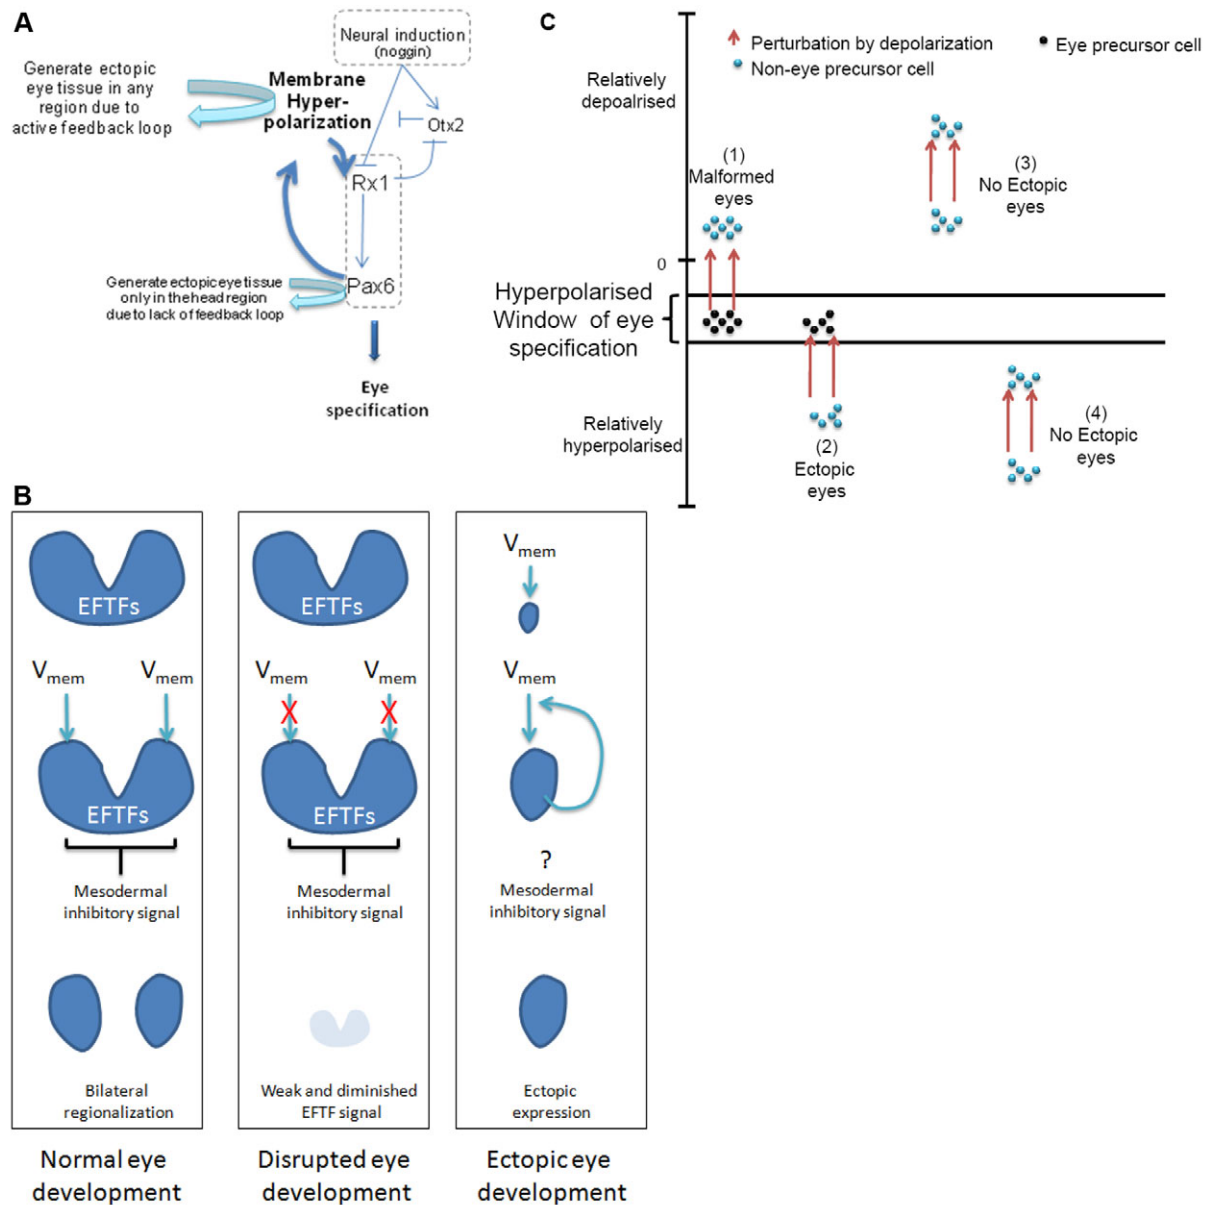 A
Neural induction
(noggin)
Generate ectopic
eye tissue in any
region due to
active feedback loop
Membrane
Hyper-
polarization
Otx2
Rx1
Generate ectopic eye tissue
only in the head region
due to lack of feedback loop
Pax6
Eye
specification
C
Perturbation by depolarization
Non-eye precursor cell
Eye precursor cell
Relatively
depoalrised
(1)
Malformed
eyes
(3)
No Ectopic
eyes
0
Hyperpolarised
Window of eye
specification
Relatively
hyperpolarised
(2)
Ectopic
eyes
(4)
No Ectopic
eyes
B
EFTFs
Vmem Vmem
EFTFs
Mesodermal
inhibitory signal
Bilateral
regionalization
Normal eye
development
EFTFs
Vmem Vmem
X X
EFTFs
Mesodermal
inhibitory signal
Weak and diminished
EFTF signal
Disrupted eye
development
Vmem
Vmem
?
Mesodermal
inhibitory signal
Ectopic
expression
Ectopic eye
development